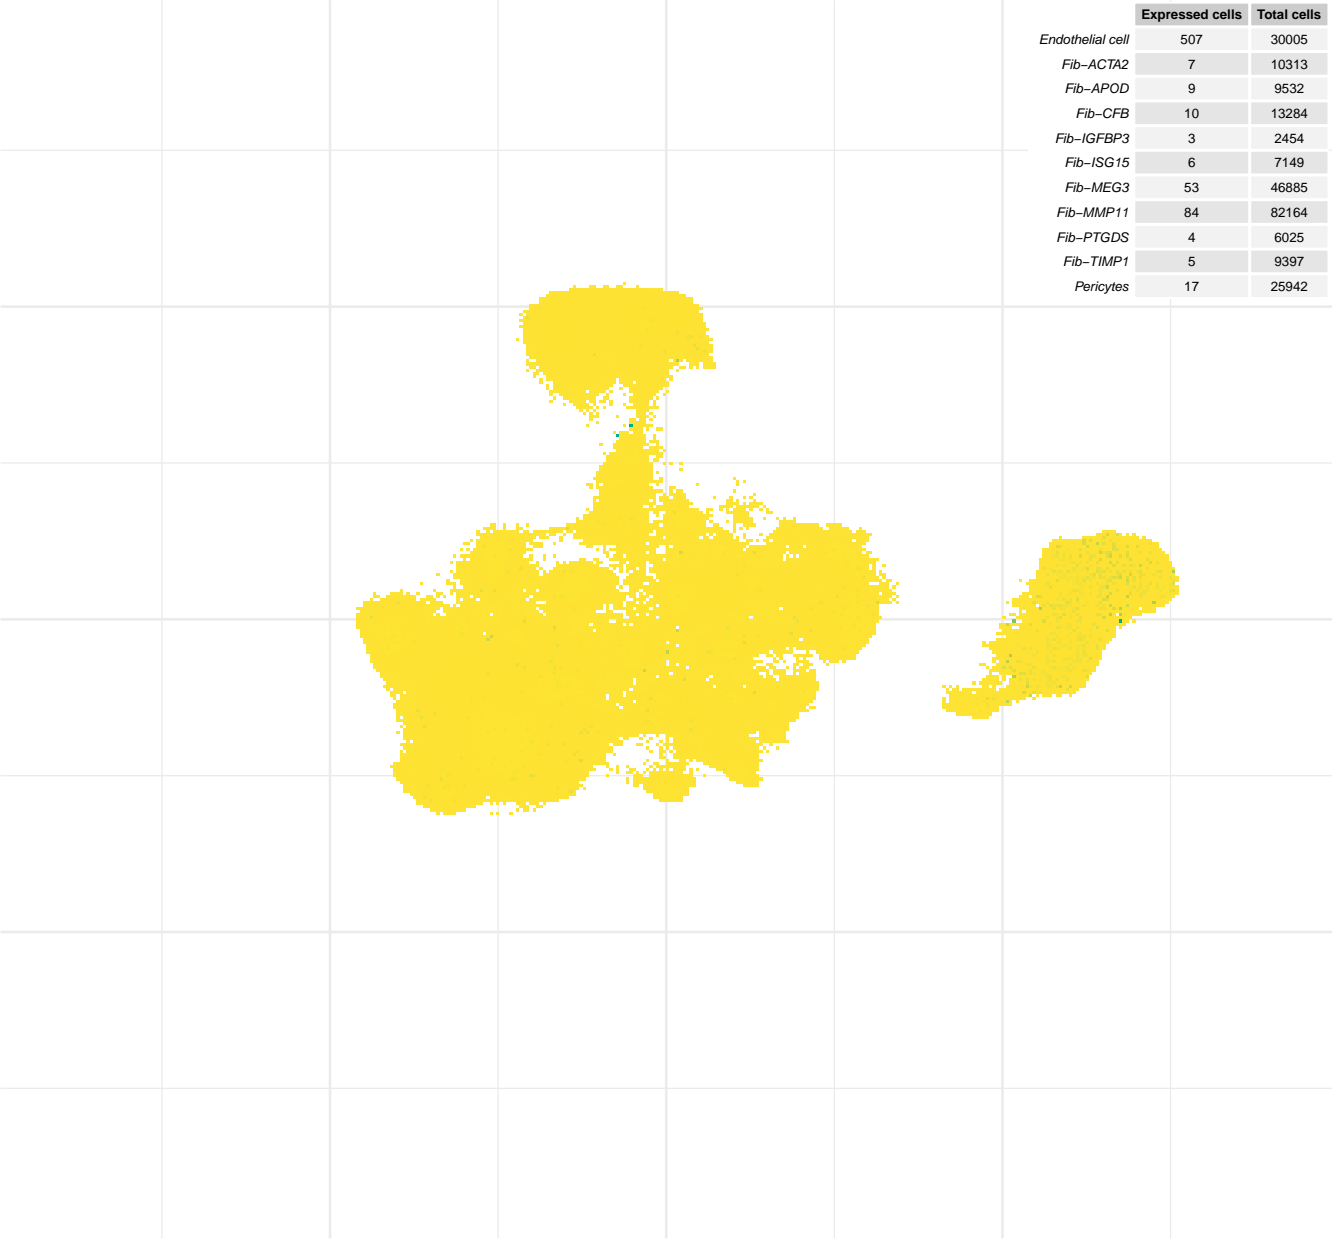 Expressed cells Total cells
Endothelial cell 507 30005
Fib−ACTA2 7 10313
Fib−APOD 9 9532
Fib−CFB 10 13284
Fib−IGFBP3 3 2454
Fib−ISG15 6 7149
Fib−MEG3 53 46885
Fib−MMP11 84 82164
Fib−PTGDS 4 6025
Fib−TIMP1 5 9397
Pericytes 17 25942